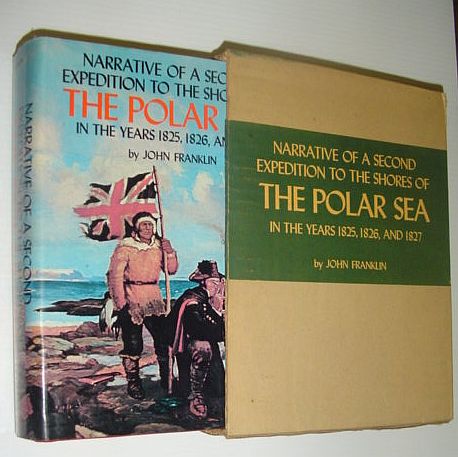 NARRATIVE OF A SECOND
NARRATIVE OF A SECO
EXPEDITION TO THE SHO
THE POLAR
IN THE YEARS 1825, 1826, AN
by JOHN FRANKLIN
NARRATIVE OF A SECOND
EXPEDITION TO THE SHORES OF
THE POLAR SEA
IN THE YEARS 1825, 1826, AND 1827
by JOHN FRANKLIN